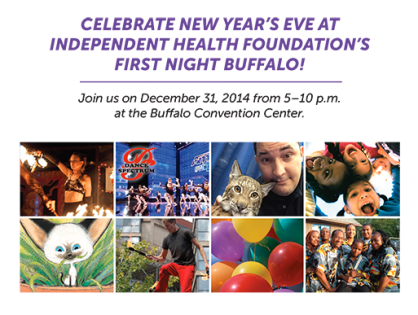 CELEBRATE NEW YEAR'S EVE AT
INDEPENDENT HEALTH FOUNDATION'S
FIRST NIGHT BUFFALO!
Join us on December 31, 2014 from 5–10 p.m.
at the Buffalo Convention Center.
DANCE
SPECTRUM